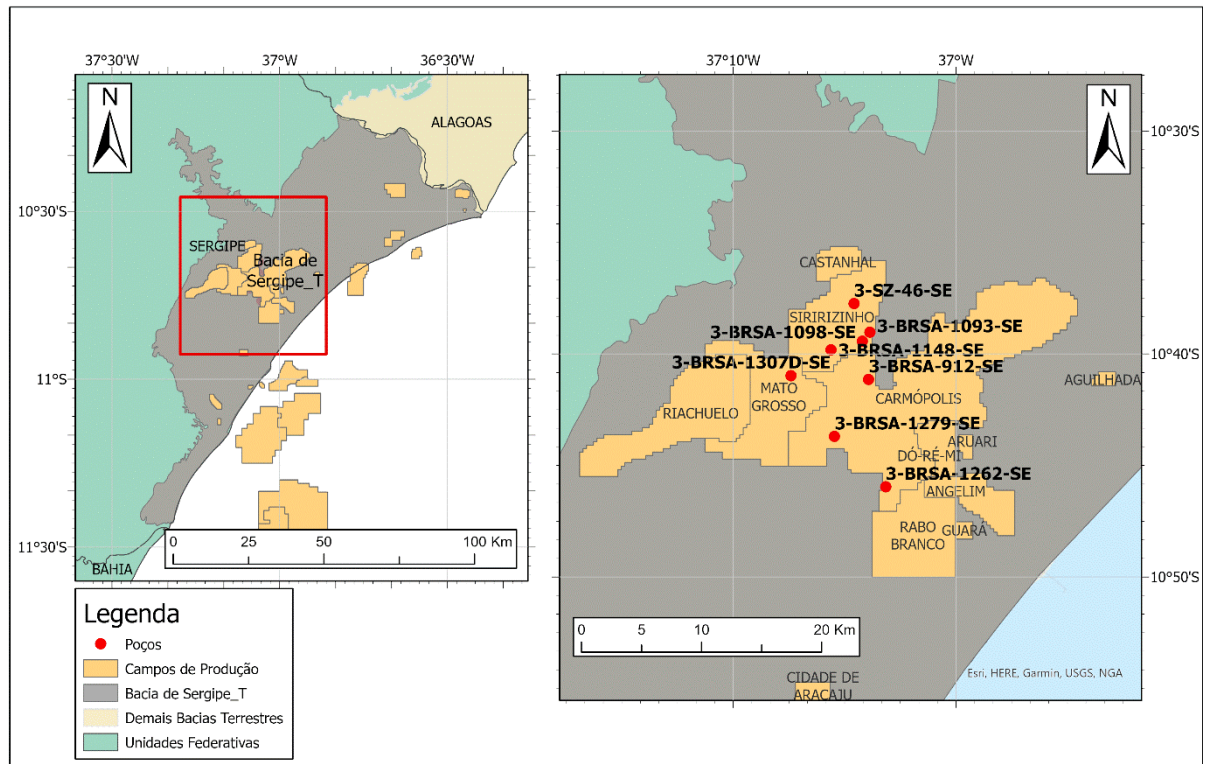 37°30'W 37°W 36°30'W
N
ALAGOAS
10°30'S
SERGIPE
Bacia de
Sergipe_T
11°S
11°30'S
BAHIA
0 25 50 100 Km
Legenda
Poços
Campos de Produção
Bacia de Sergipe_T
Demais Bacias Terrestres
Unidades Federativas
37°10'W 37°0'W
N
10°30'S
CASTANHAL
3-SZ-46-SE
SIRIRIZINHO
3-BRSA-1093-SE
3-BRSA-1098-SE
3-BRSA-1148-SE
10°40'S
3-BRSA-1307D-SE
3-BRSA-912-SE
AGUILHADA
MATO
GROSSO
CARMÓPOLIS
RIACHUELO
3-BRSA-1279-SE
ARUARI
DÓ-RÉ-MI
3-BRSA-1262-SE
ANGELIM
RABO
BRANCO
GUARÁ
10°50'S
0 5 10 20 Km
CIDADE DE
ARACAJU
Esri, HERE, Garmin, USGS, NGA